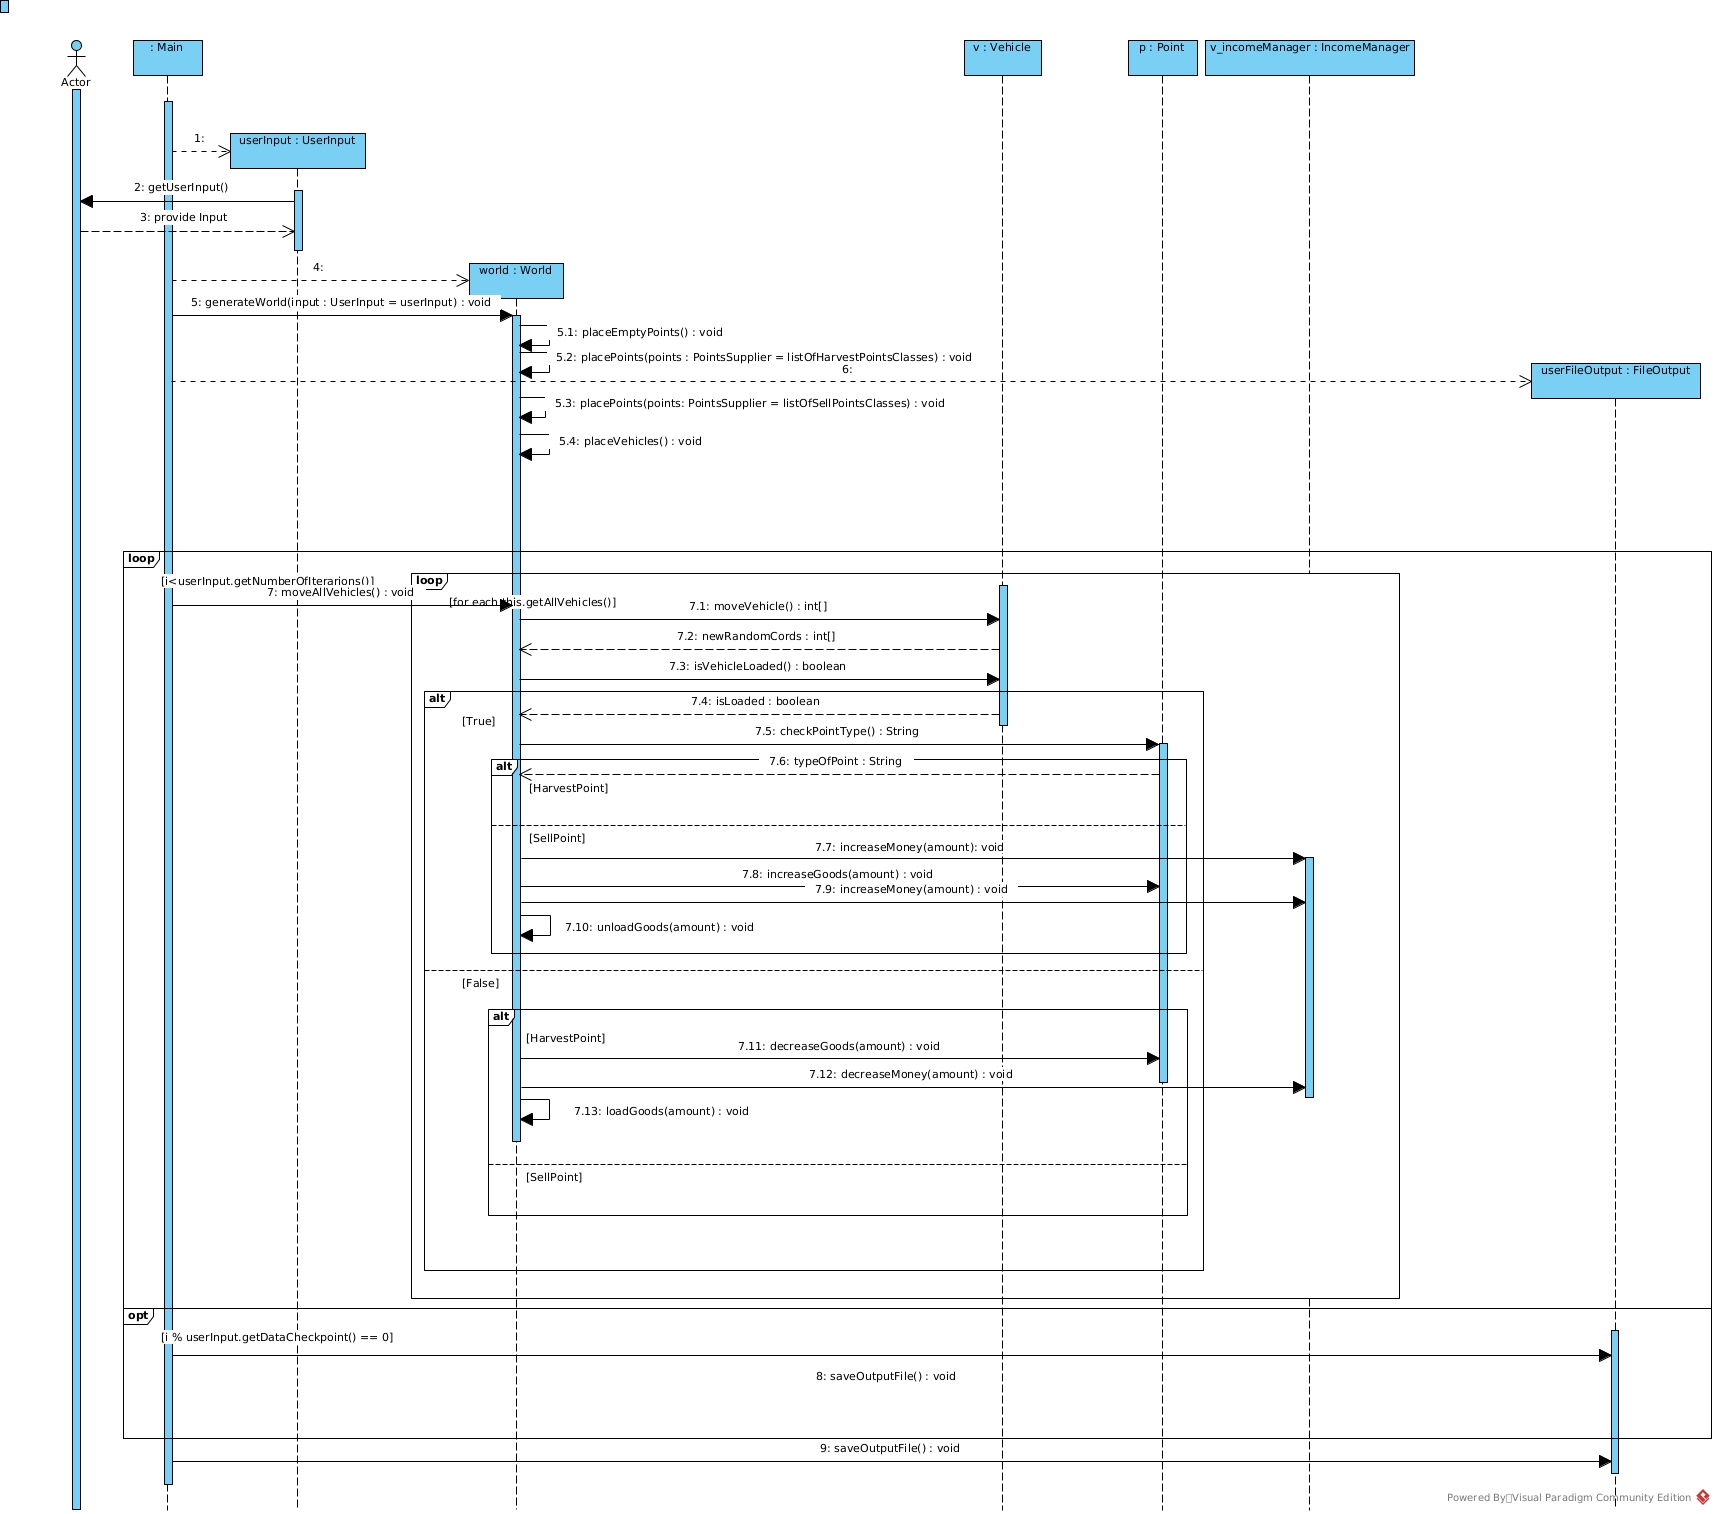 : Main
v : Vehicle
p : Point
v_incomeManager : IncomeManager
Actor
1:
userInput : UserInput
2: getUserInput()
3: provide Input
4:
world : World
5: generateWorld(input : UserInput = userInput) : void
5.1: placeEmptyPoints() : void
5.2: placePoints(points : PointsSupplier = listOfHarvestPointsClasses) : void
6:
userFileOutput : FileOutput
5.3: placePoints(points: PointsSupplier = listOfSellPointsClasses) : void
5.4: placeVehicles() : void
loop
[i<userInput.getNumberOfIterarions()]
loop
7: moveAllVehicles() : void
[for each this.getAllVehicles()]
7.1: moveVehicle() : int[]
7.2: newRandomCords : int[]
7.3: isVehicleLoaded() : boolean
alt
7.4: isLoaded : boolean
[True]
7.5: checkPointType() : String
alt
7.6: typeOfPoint : String
[HarvestPoint]
[SellPoint]
7.7: increaseMoney(amount): void
7.8: increaseGoods(amount) : void
7.9: increaseMoney(amount) : void
7.10: unloadGoods(amount) : void
[False]
alt
[HarvestPoint]
7.11: decreaseGoods(amount) : void
7.12: decreaseMoney(amount) : void
7.13: loadGoods(amount) : void
[SellPoint]
opt
[i % userInput.getDataCheckpoint() == 0]
8: saveOutputFile() : void
9: saveOutputFile() : void
Powered By Visual Paradigm Community Edition